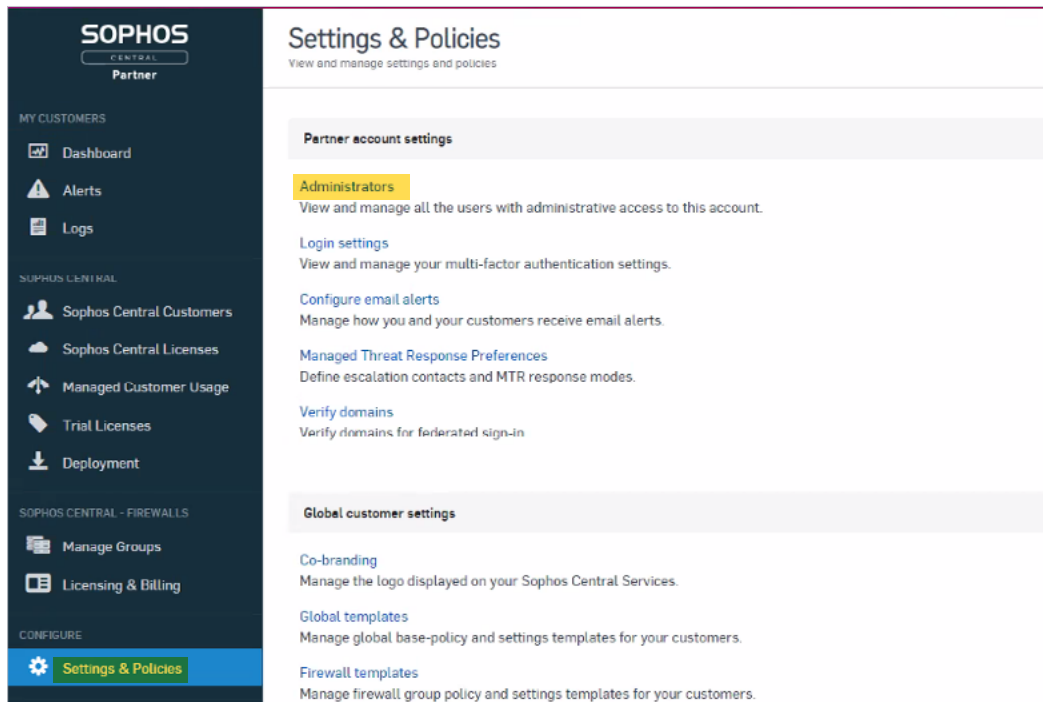 SOPHOS
CENTRAL
Partner
MY CUSTOMERS
Dashboard
Alerts
Logs
SOPHOS CENTRAL
Sophos Central Customers
Sophos Central Licenses
Managed Customer Usage
Trial Licenses
Deployment
SOPHOS CENTRAL - FIREWALLS
Manage Groups
Licensing & Billing
CONFIGURE
Settings & Policies
Settings & Policies
View and manage settings and policies
Partner account settings
Administrators
View and manage all the users with administrative access to this account.
Login settings
View and manage your multi-factor authentication settings.
Configure email alerts
Manage how you and your customers receive email alerts.
Managed Threat Response Preferences
Define escalation contacts and MTR response modes.
Verify domains
Verify domains for federated sign-in
Global customer settings
Co-branding
Manage the logo displayed on your Sophos Central Services.
Global templates
Manage global base-policy and settings templates for your customers.
Firewall templates
Manage firewall group policy and settings templates for your customers.